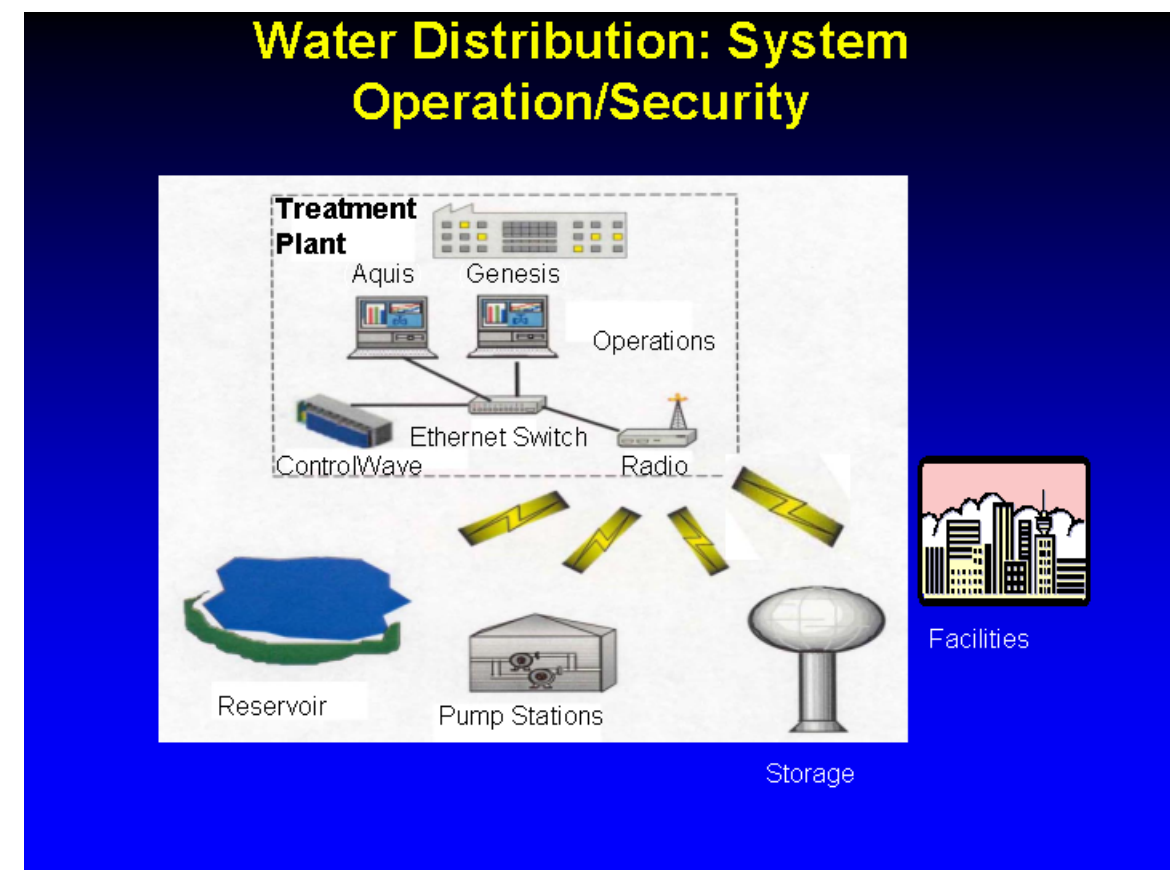 Water Distribution: System
Operation/Security
Treatment
Plant
Aquis
Genesis
Operations
Ethernet Switch
ControlWave
Radio
Facilities
Reservoir
Pump Stations
Storage